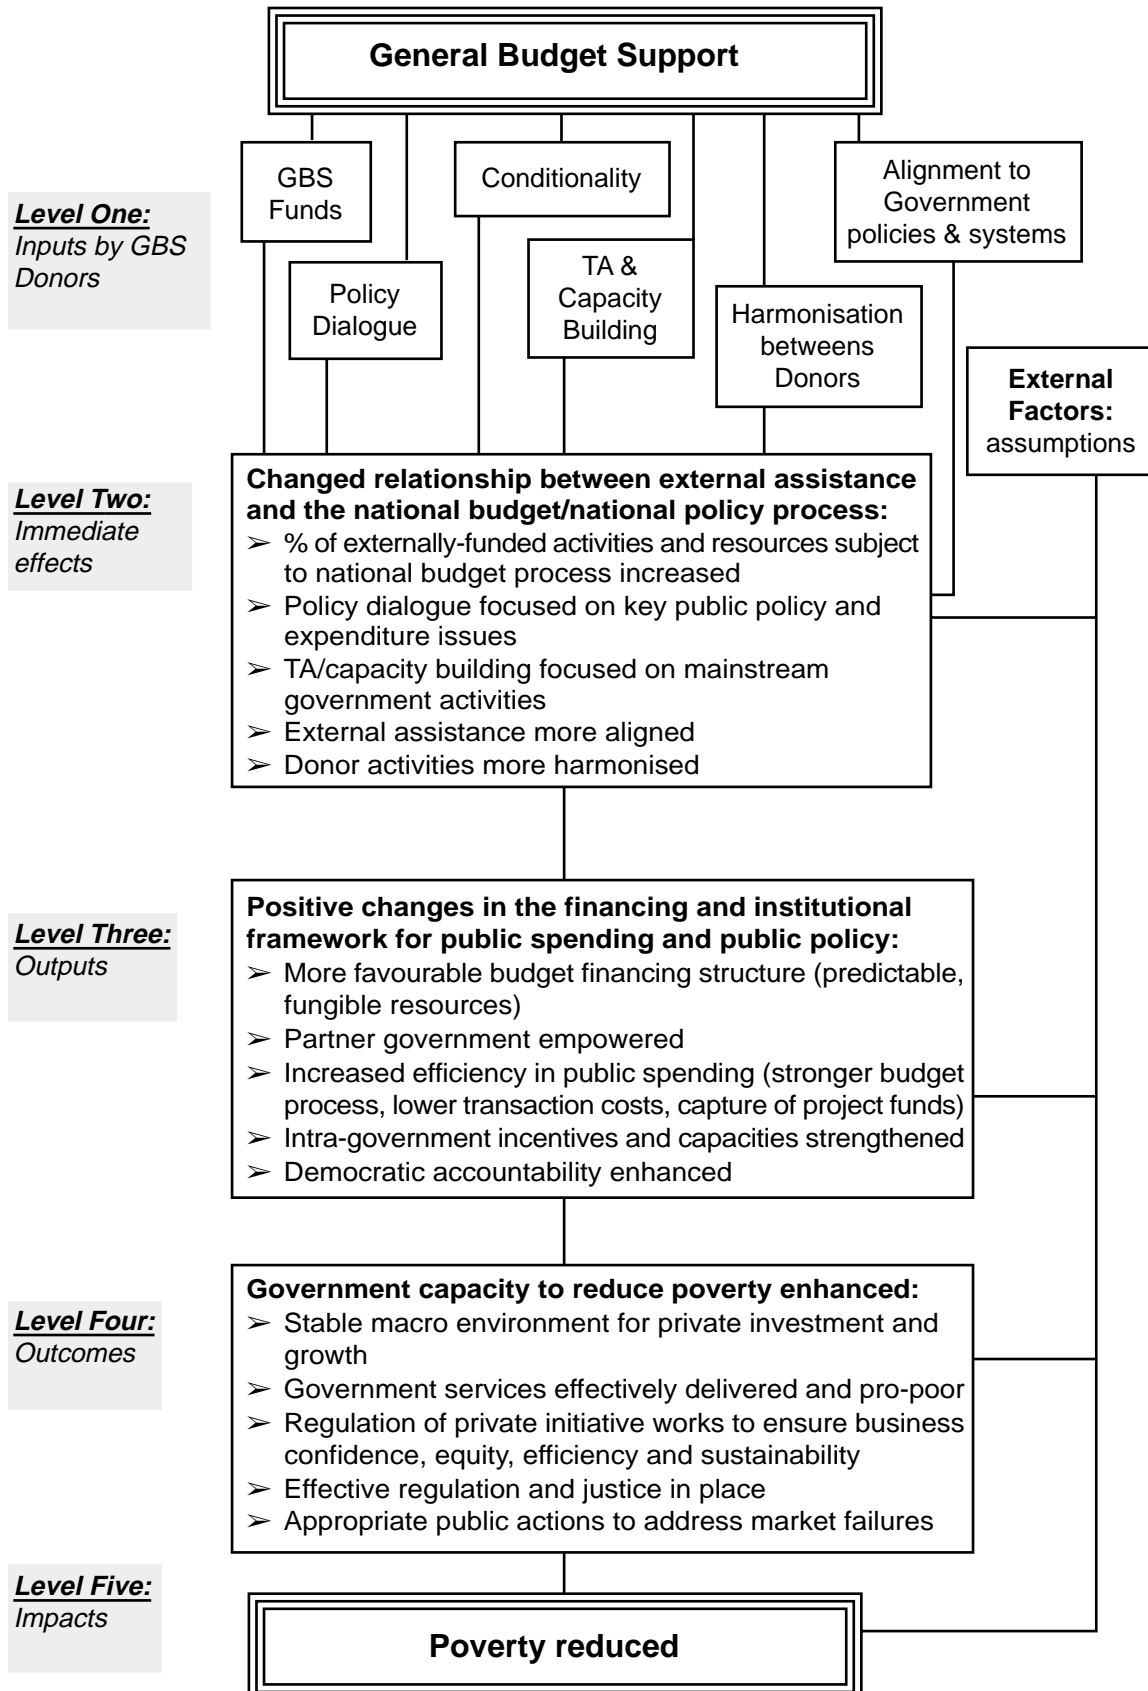 General Budget Support
GBS
Funds
Conditionality
Alignment to
Government
policies & systems
Level One:
Inputs by GBS
Donors
Policy
Dialogue
TA &
Capacity
Building
Harmonisation
betweens
Donors
External
Factors:
assumptions
Level Two:
Immediate
effects
Changed relationship between external assistance
and the national budget/national policy process:
➢ % of externally-funded activities and resources subject
to national budget process increased
➢ Policy dialogue focused on key public policy and
expenditure issues
➢ TA/capacity building focused on mainstream
government activities
➢ External assistance more aligned
➢ Donor activities more harmonised
Level Three:
Outputs
Positive changes in the financing and institutional
framework for public spending and public policy:
➢ More favourable budget financing structure (predictable,
fungible resources)
➢ Partner government empowered
➢ Increased efficiency in public spending (stronger budget
process, lower transaction costs, capture of project funds)
➢ Intra-government incentives and capacities strengthened
➢ Democratic accountability enhanced
Level Four:
Outcomes
Government capacity to reduce poverty enhanced:
➢ Stable macro environment for private investment and
growth
➢ Government services effectively delivered and pro-poor
➢ Regulation of private initiative works to ensure business
confidence, equity, efficiency and sustainability
➢ Effective regulation and justice in place
➢ Appropriate public actions to address market failures
Level Five:
Impacts
Poverty reduced